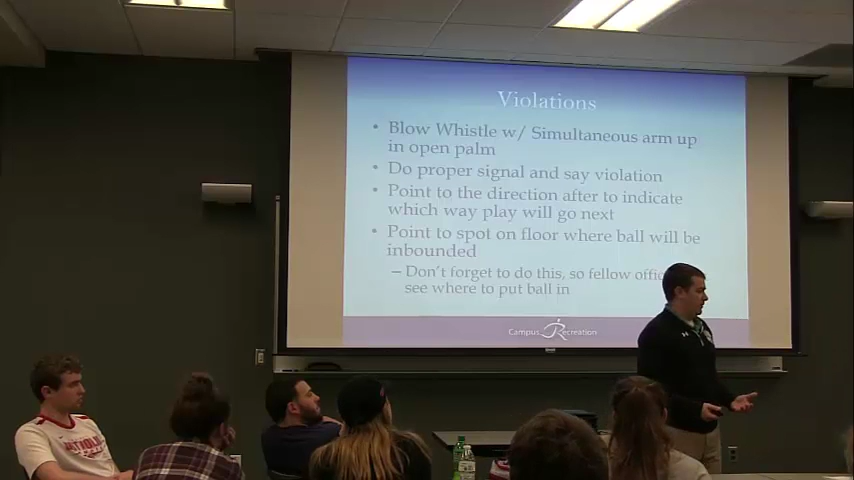 Violations
• Blow Whistle w/ Simultaneous arm up
in open palm
• Do proper signal and say violation
• Point to the direction after to indicate
which way play will go next
• Point to spot on floor where ball will be
inbounded
– Don't forget to do this, so fellow
see where to put ball in
Campus Recreation